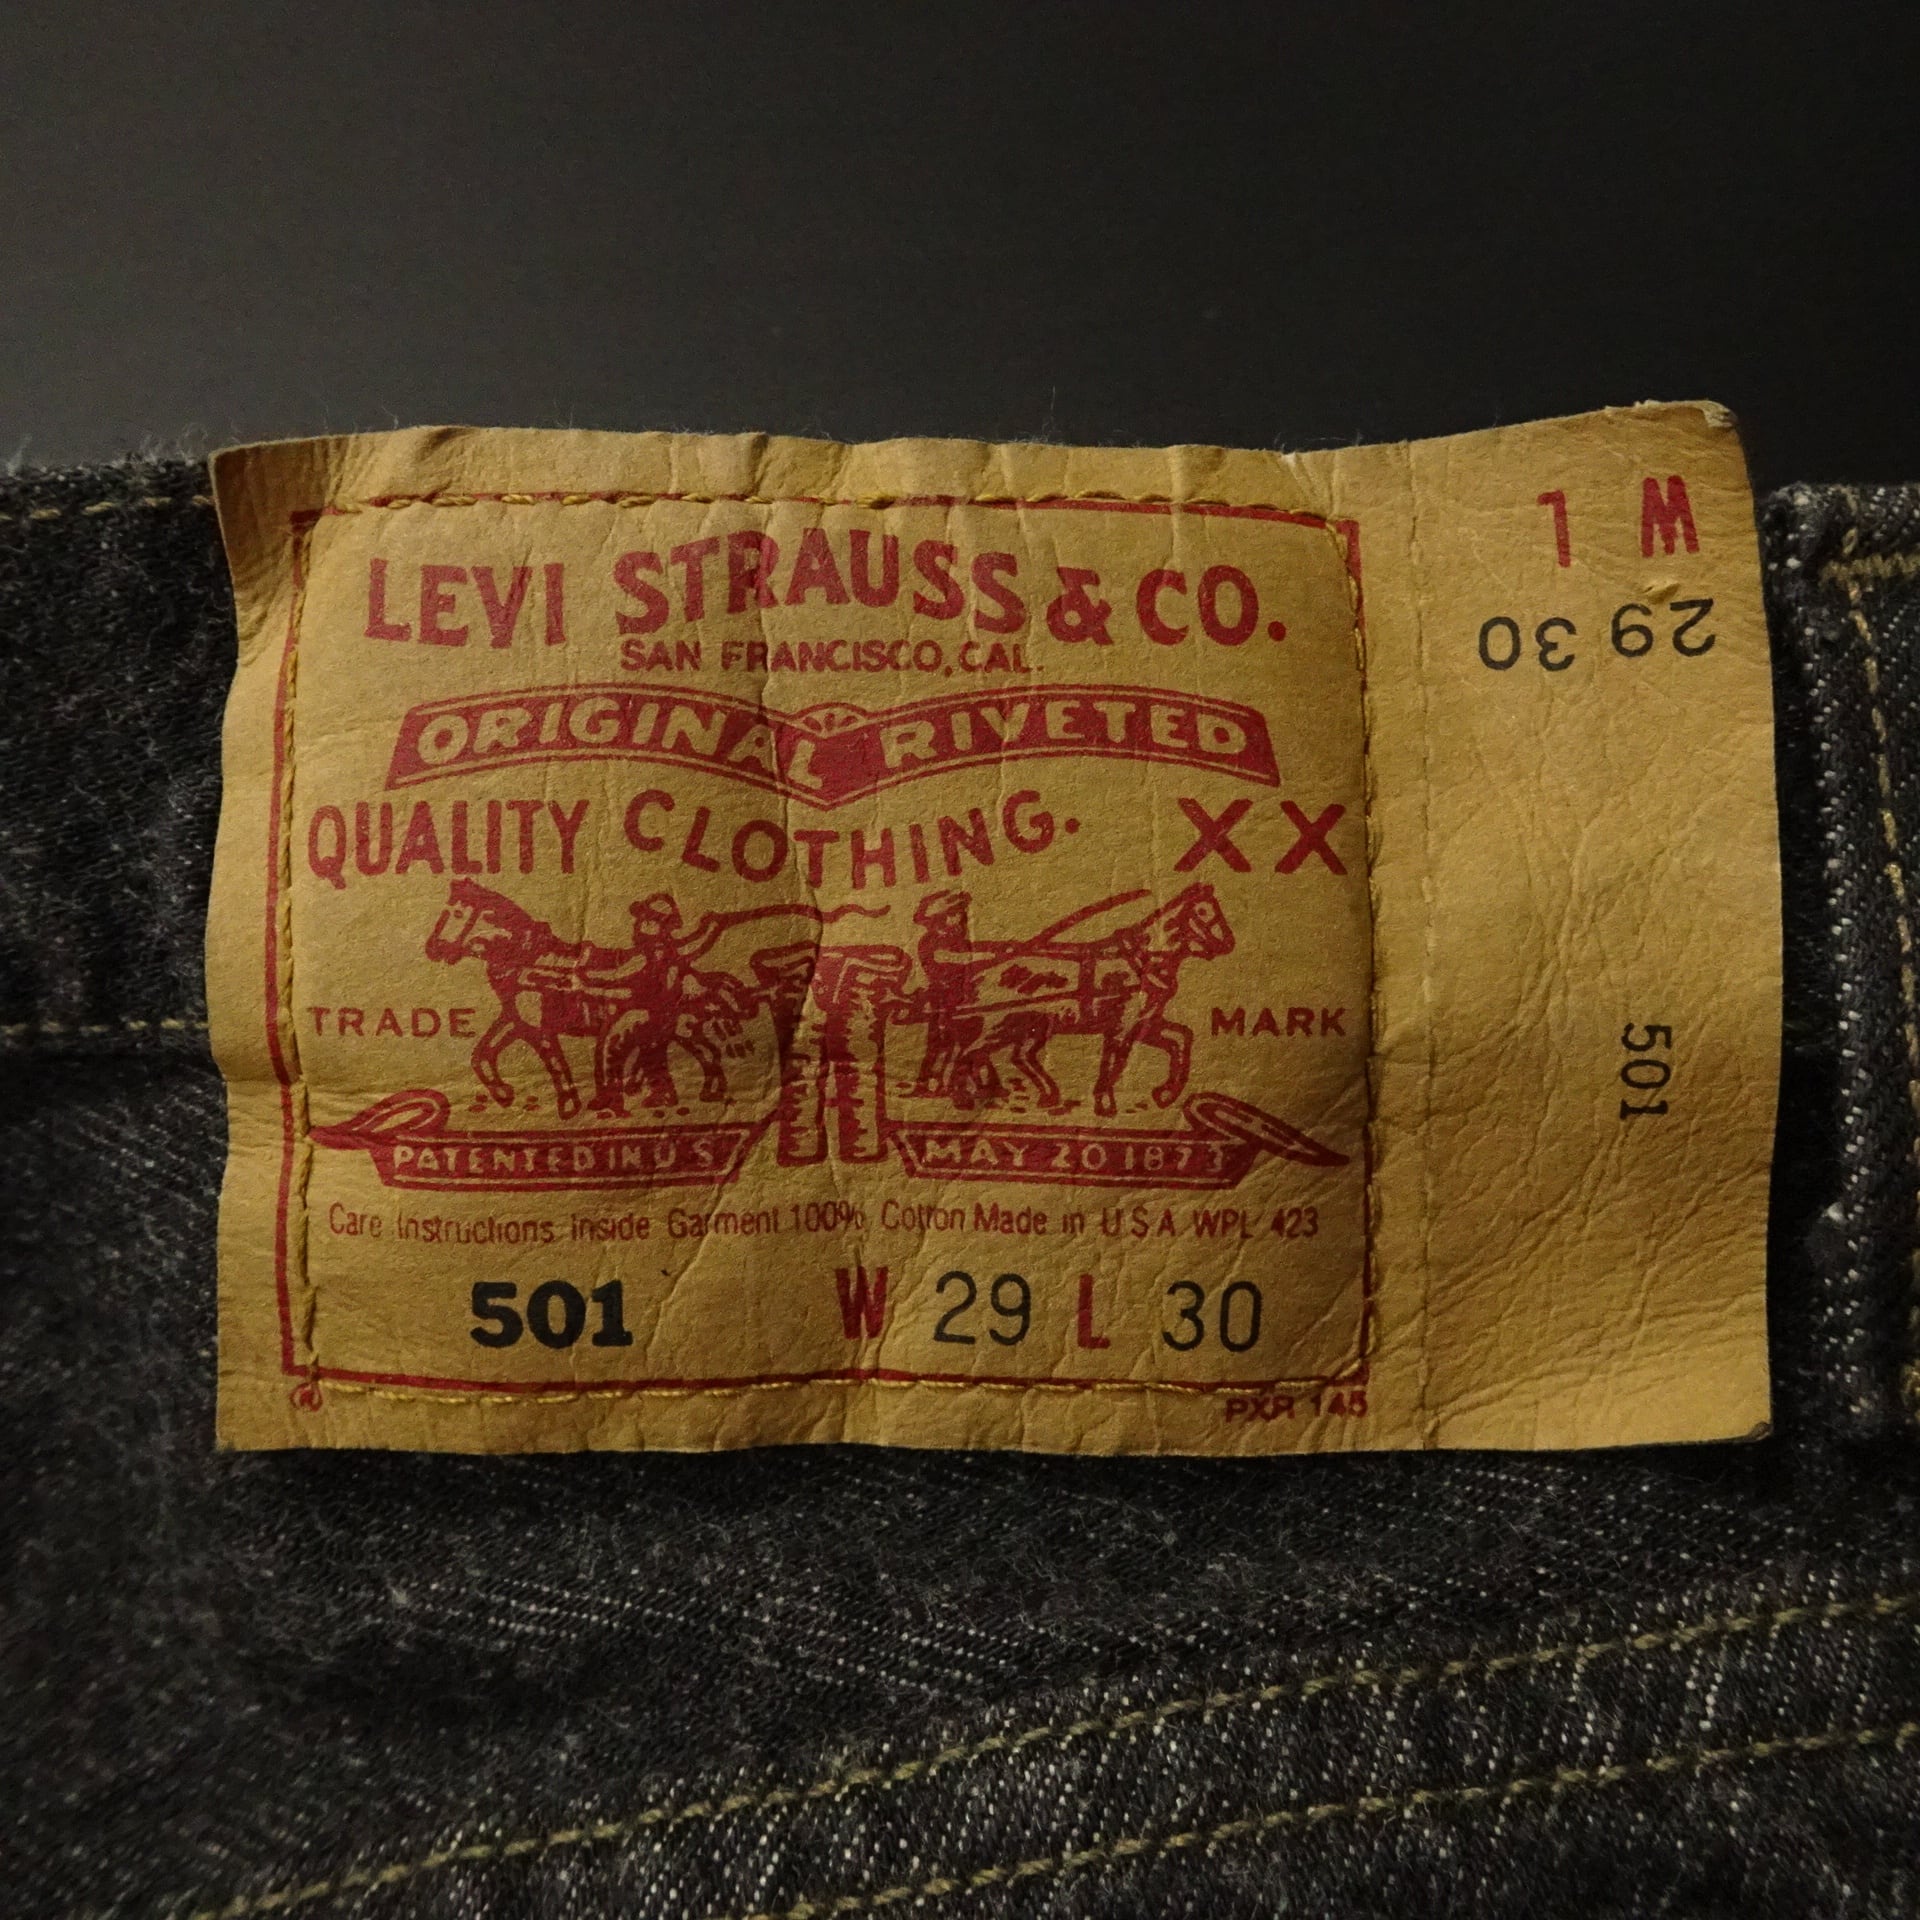 LEVI STRAUSS & CO.
SAN FRANCISCO, CAL.
ORIGINAL RIVETED
QUALITY CLOTHING. XX
TRADE MARK
PATENTED IN U S MAY 20 1873
Care Instructions Inside Garment 100% Cotton Made in U S A WPL 423
501 W 29 L 30
®
PXR 145
W L
29 30
501